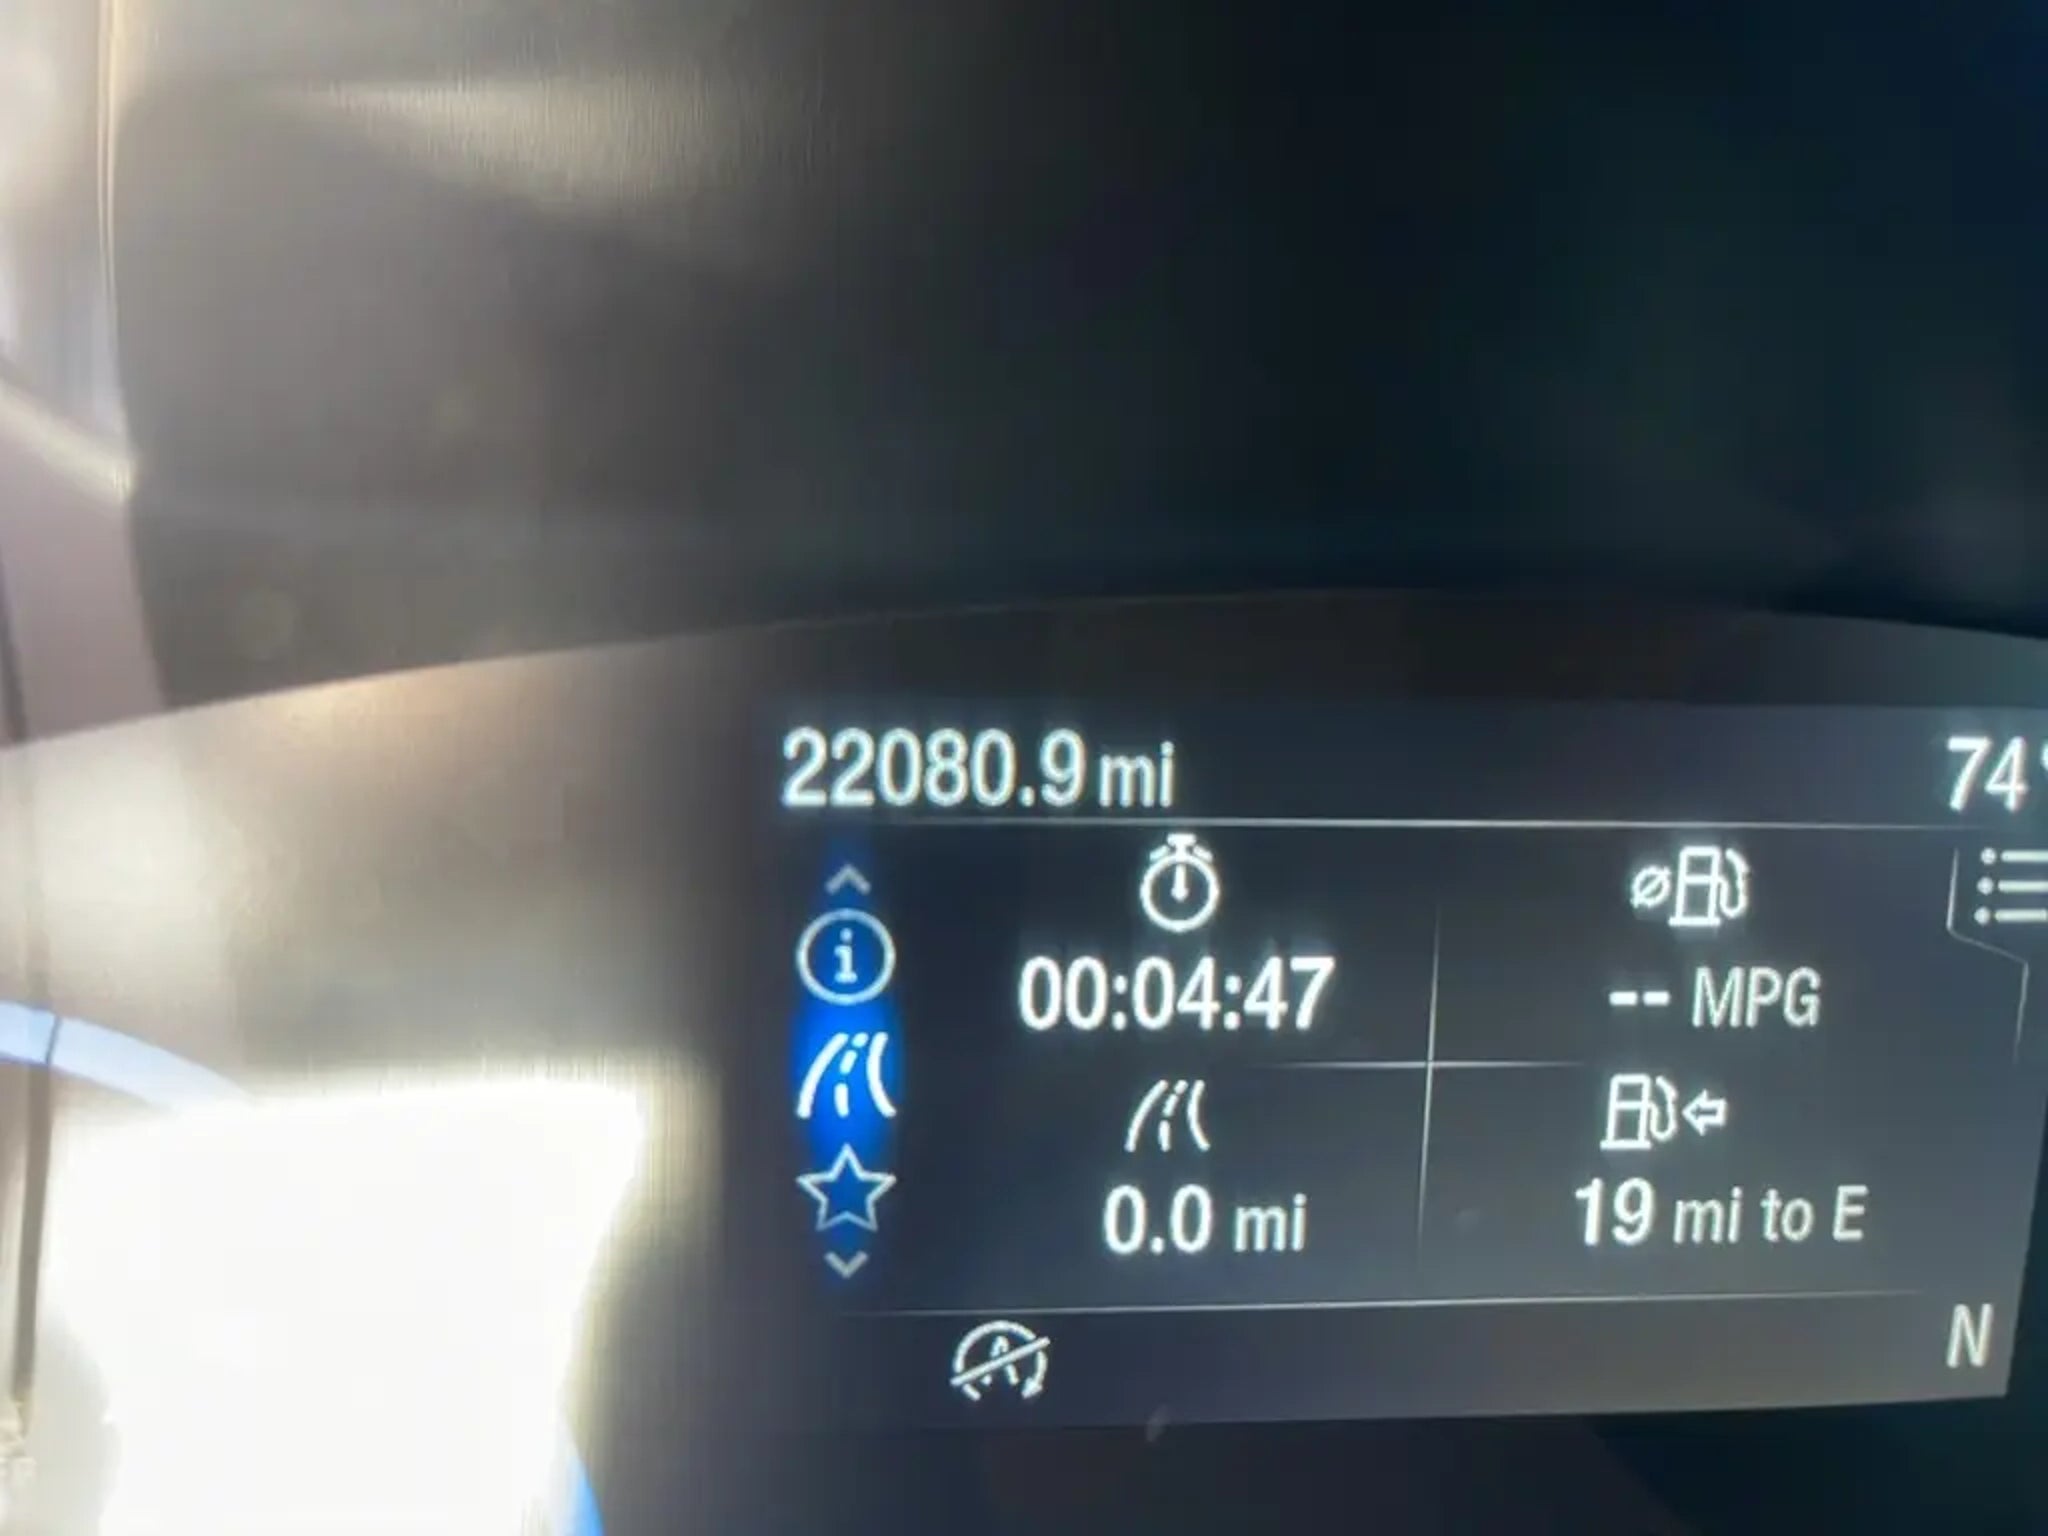 22080.9 mi 74°
00:04:47 -- MPG
0.0 mi 19 mi to E
N